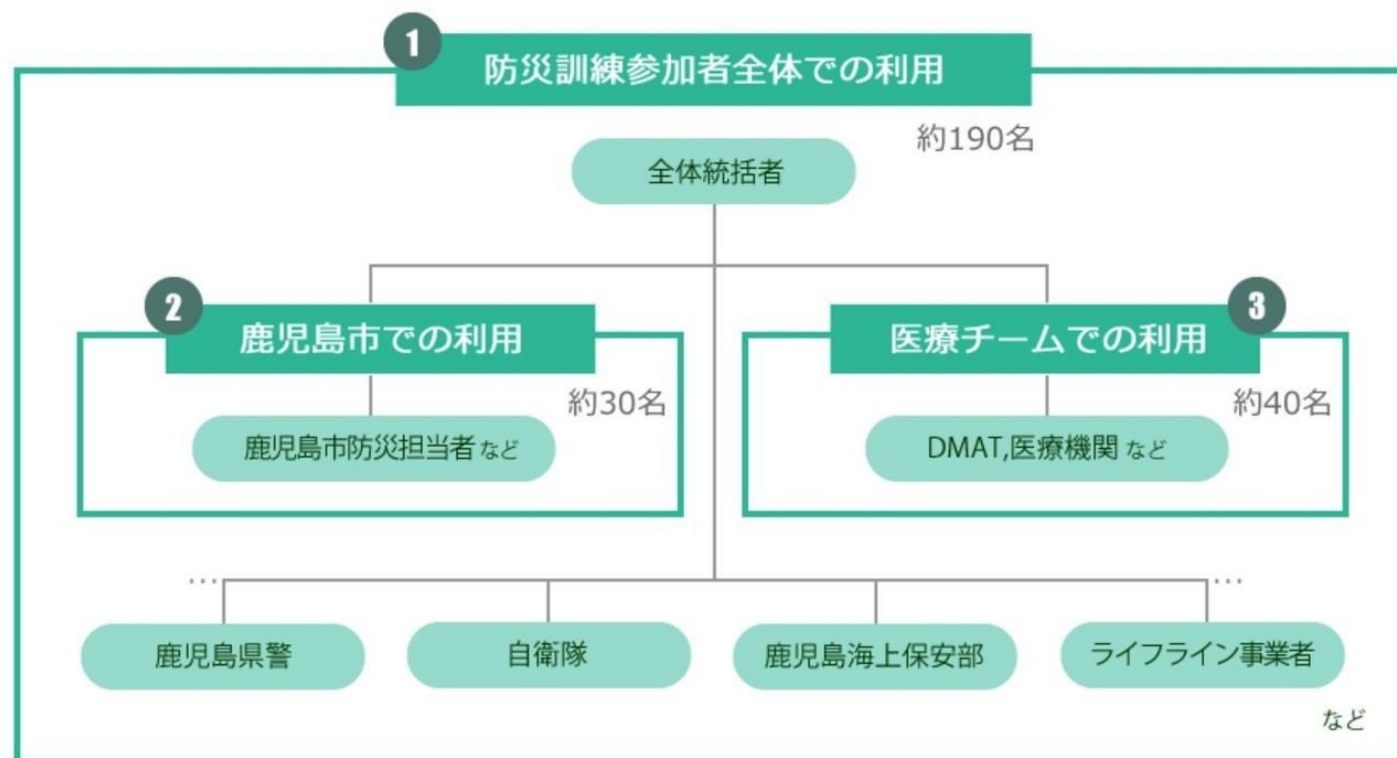 1
防災訓練参加者全体での利用
約190名
全体統括者
2
鹿児島市での利用
約30名
鹿児島市防災担当者 など
3
医療チームでの利用
約40名
DMAT,医療機関 など
…
…
鹿児島県警
自衛隊
鹿児島海上保安部
ライフライン事業者
など